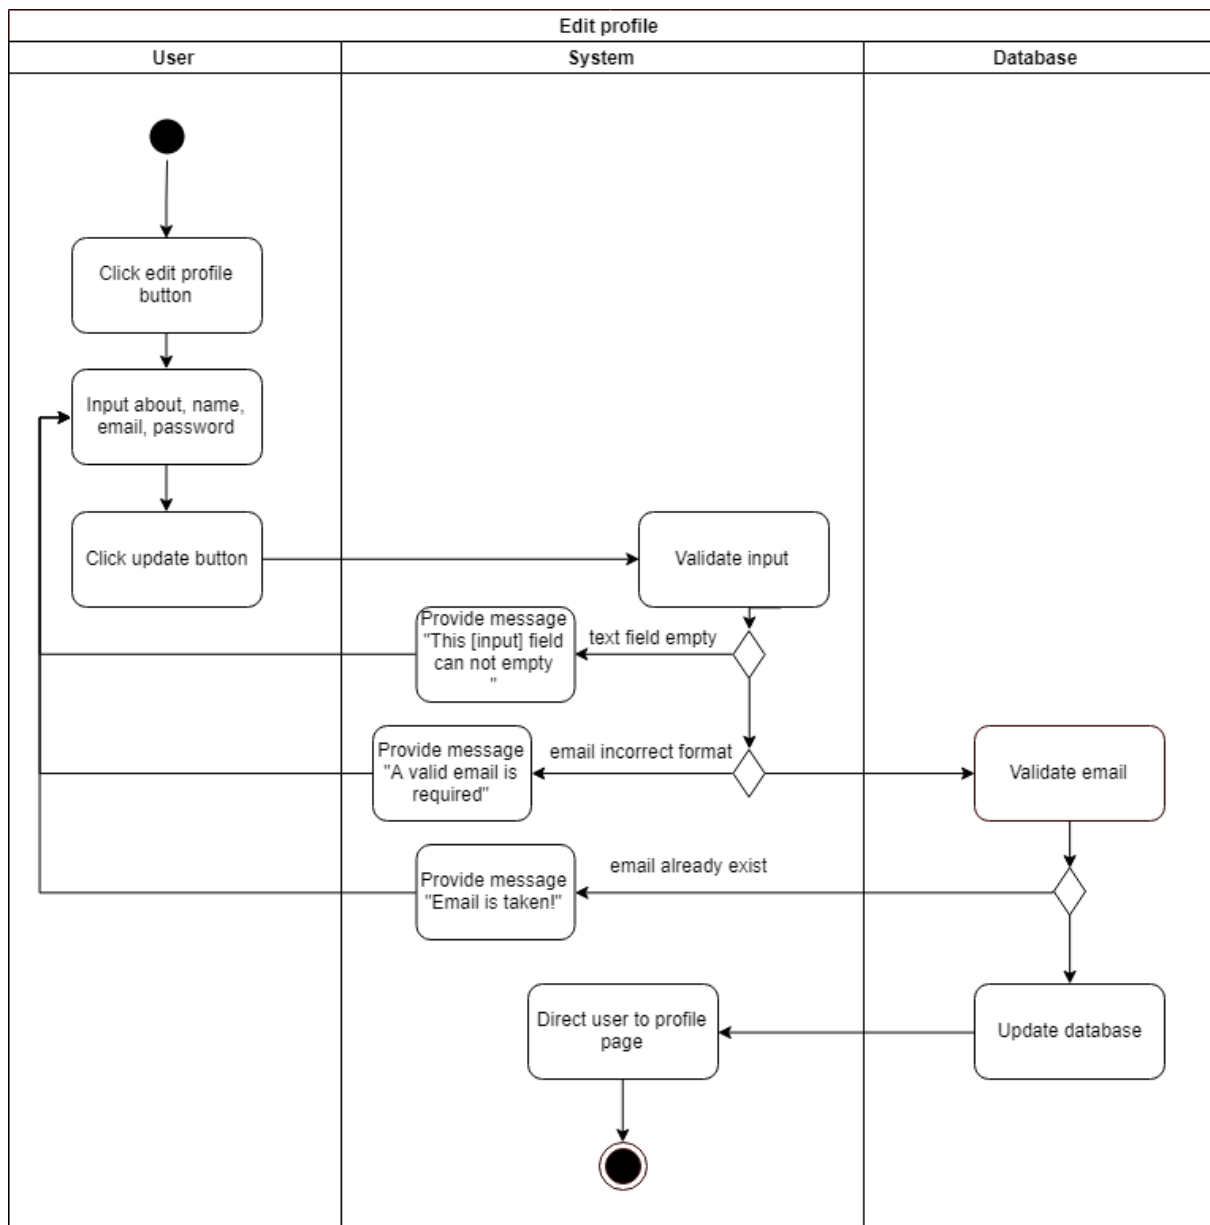 Edit profile
User
System
Database
Click edit profile
button
Input about, name,
email, password
Click update button
Validate input
Provide message
"This [input] field
can not empty
"
text field empty
Provide message
"A valid email is
required"
email incorrect format
Validate email
Provide message
"Email is taken!"
email already exist
Direct user to profile
page
Update database